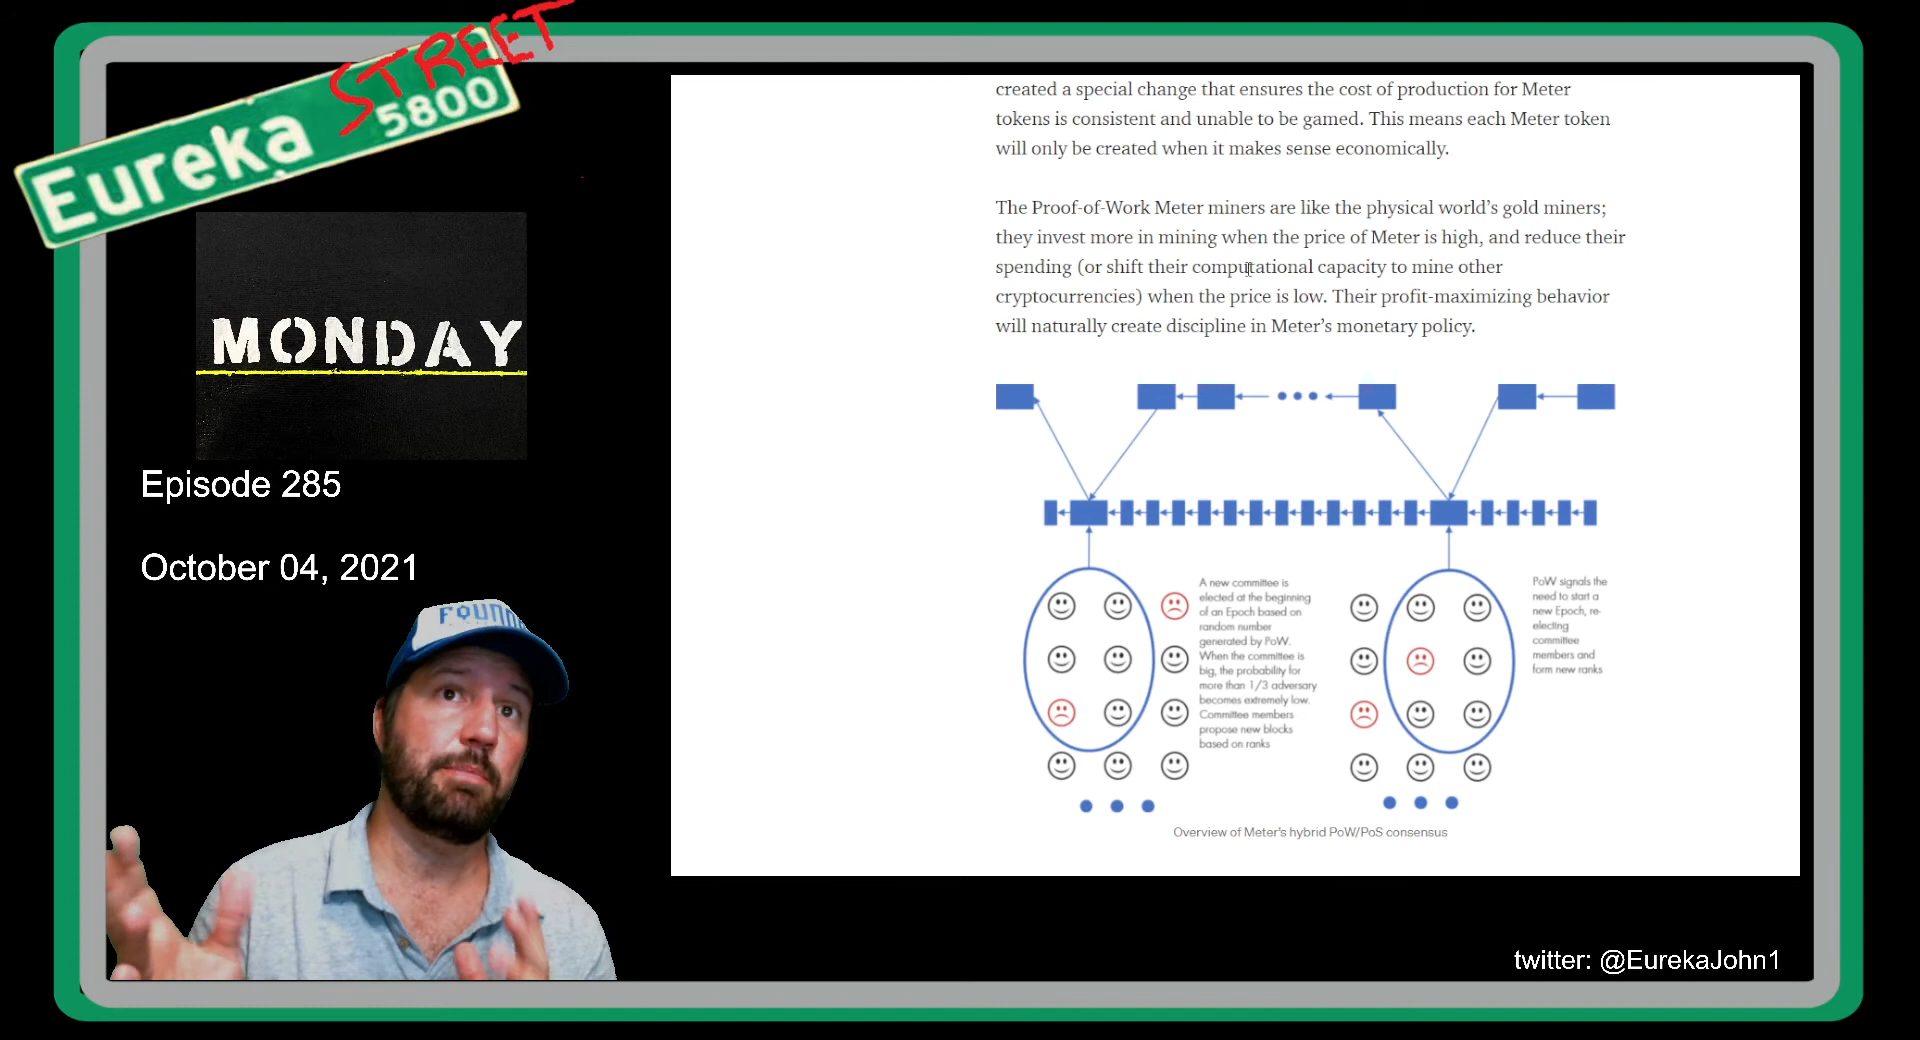 Eureka
STREET
5800
MONDAY
Episode 285
October 04, 2021
created a special change that ensures the cost of production for Meter
tokens is consistent and unable to be gamed. This means each Meter token
will only be created when it makes sense economically.
The Proof-of-Work Meter miners are like the physical world’s gold miners;
they invest more in mining when the price of Meter is high, and reduce their
spending (or shift their computational capacity to mine other
cryptocurrencies) when the price is low. Their profit-maximizing behavior
will naturally create discipline in Meter’s monetary policy.
A new committee is
elected at the beginning
of an Epoch based on
random number
generated by PoW.
When the committee is
big, the probability for
more than 1/3 adversary
becomes extremely low.
Committee members
propose new blocks
based on ranks
PoW signals the
need to start a
new Epoch, re-
electing
committee
members and
form new ranks
Overview of Meter’s hybrid PoW/PoS consensus
twitter: @EurekaJohn1